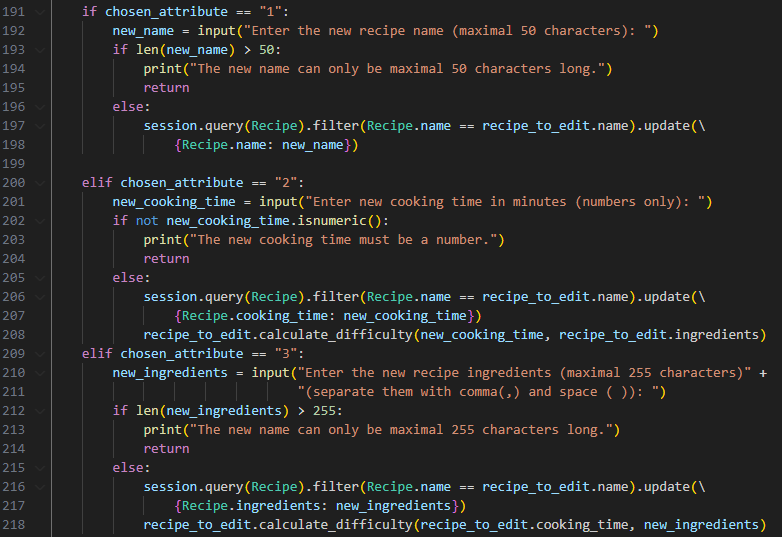 191 if chosen_attribute == "1":
192 new_name = input("Enter the new recipe name (maximal 50 characters): ")
193 if len(new_name) > 50:
194 print("The new name can only be maximal 50 characters long.")
195 return
196 else:
197 session.query(Recipe).filter(Recipe.name == recipe_to_edit.name).update(\
198 {Recipe.name: new_name})
199
200 elif chosen_attribute == "2":
201 new_cooking_time = input("Enter new cooking time in minutes (numbers only): ")
202 if not new_cooking_time.isnumeric():
203 print("The new cooking time must be a number.")
204 return
205 else:
206 session.query(Recipe).filter(Recipe.name == recipe_to_edit.name).update(\
207 {Recipe.cooking_time: new_cooking_time})
208 recipe_to_edit.calculate_difficulty(new_cooking_time, recipe_to_edit.ingredients)
209 elif chosen_attribute == "3":
210 new_ingredients = input("Enter the new recipe ingredients (maximal 255 characters)" +
211 "(separate them with comma(,) and space ( )): ")
212 if len(new_ingredients) > 255:
213 print("The new name can only be maximal 255 characters long.")
214 return
215 else:
216 session.query(Recipe).filter(Recipe.name == recipe_to_edit.name).update(\
217 {Recipe.ingredients: new_ingredients})
218 recipe_to_edit.calculate_difficulty(recipe_to_edit.cooking_time, new_ingredients)